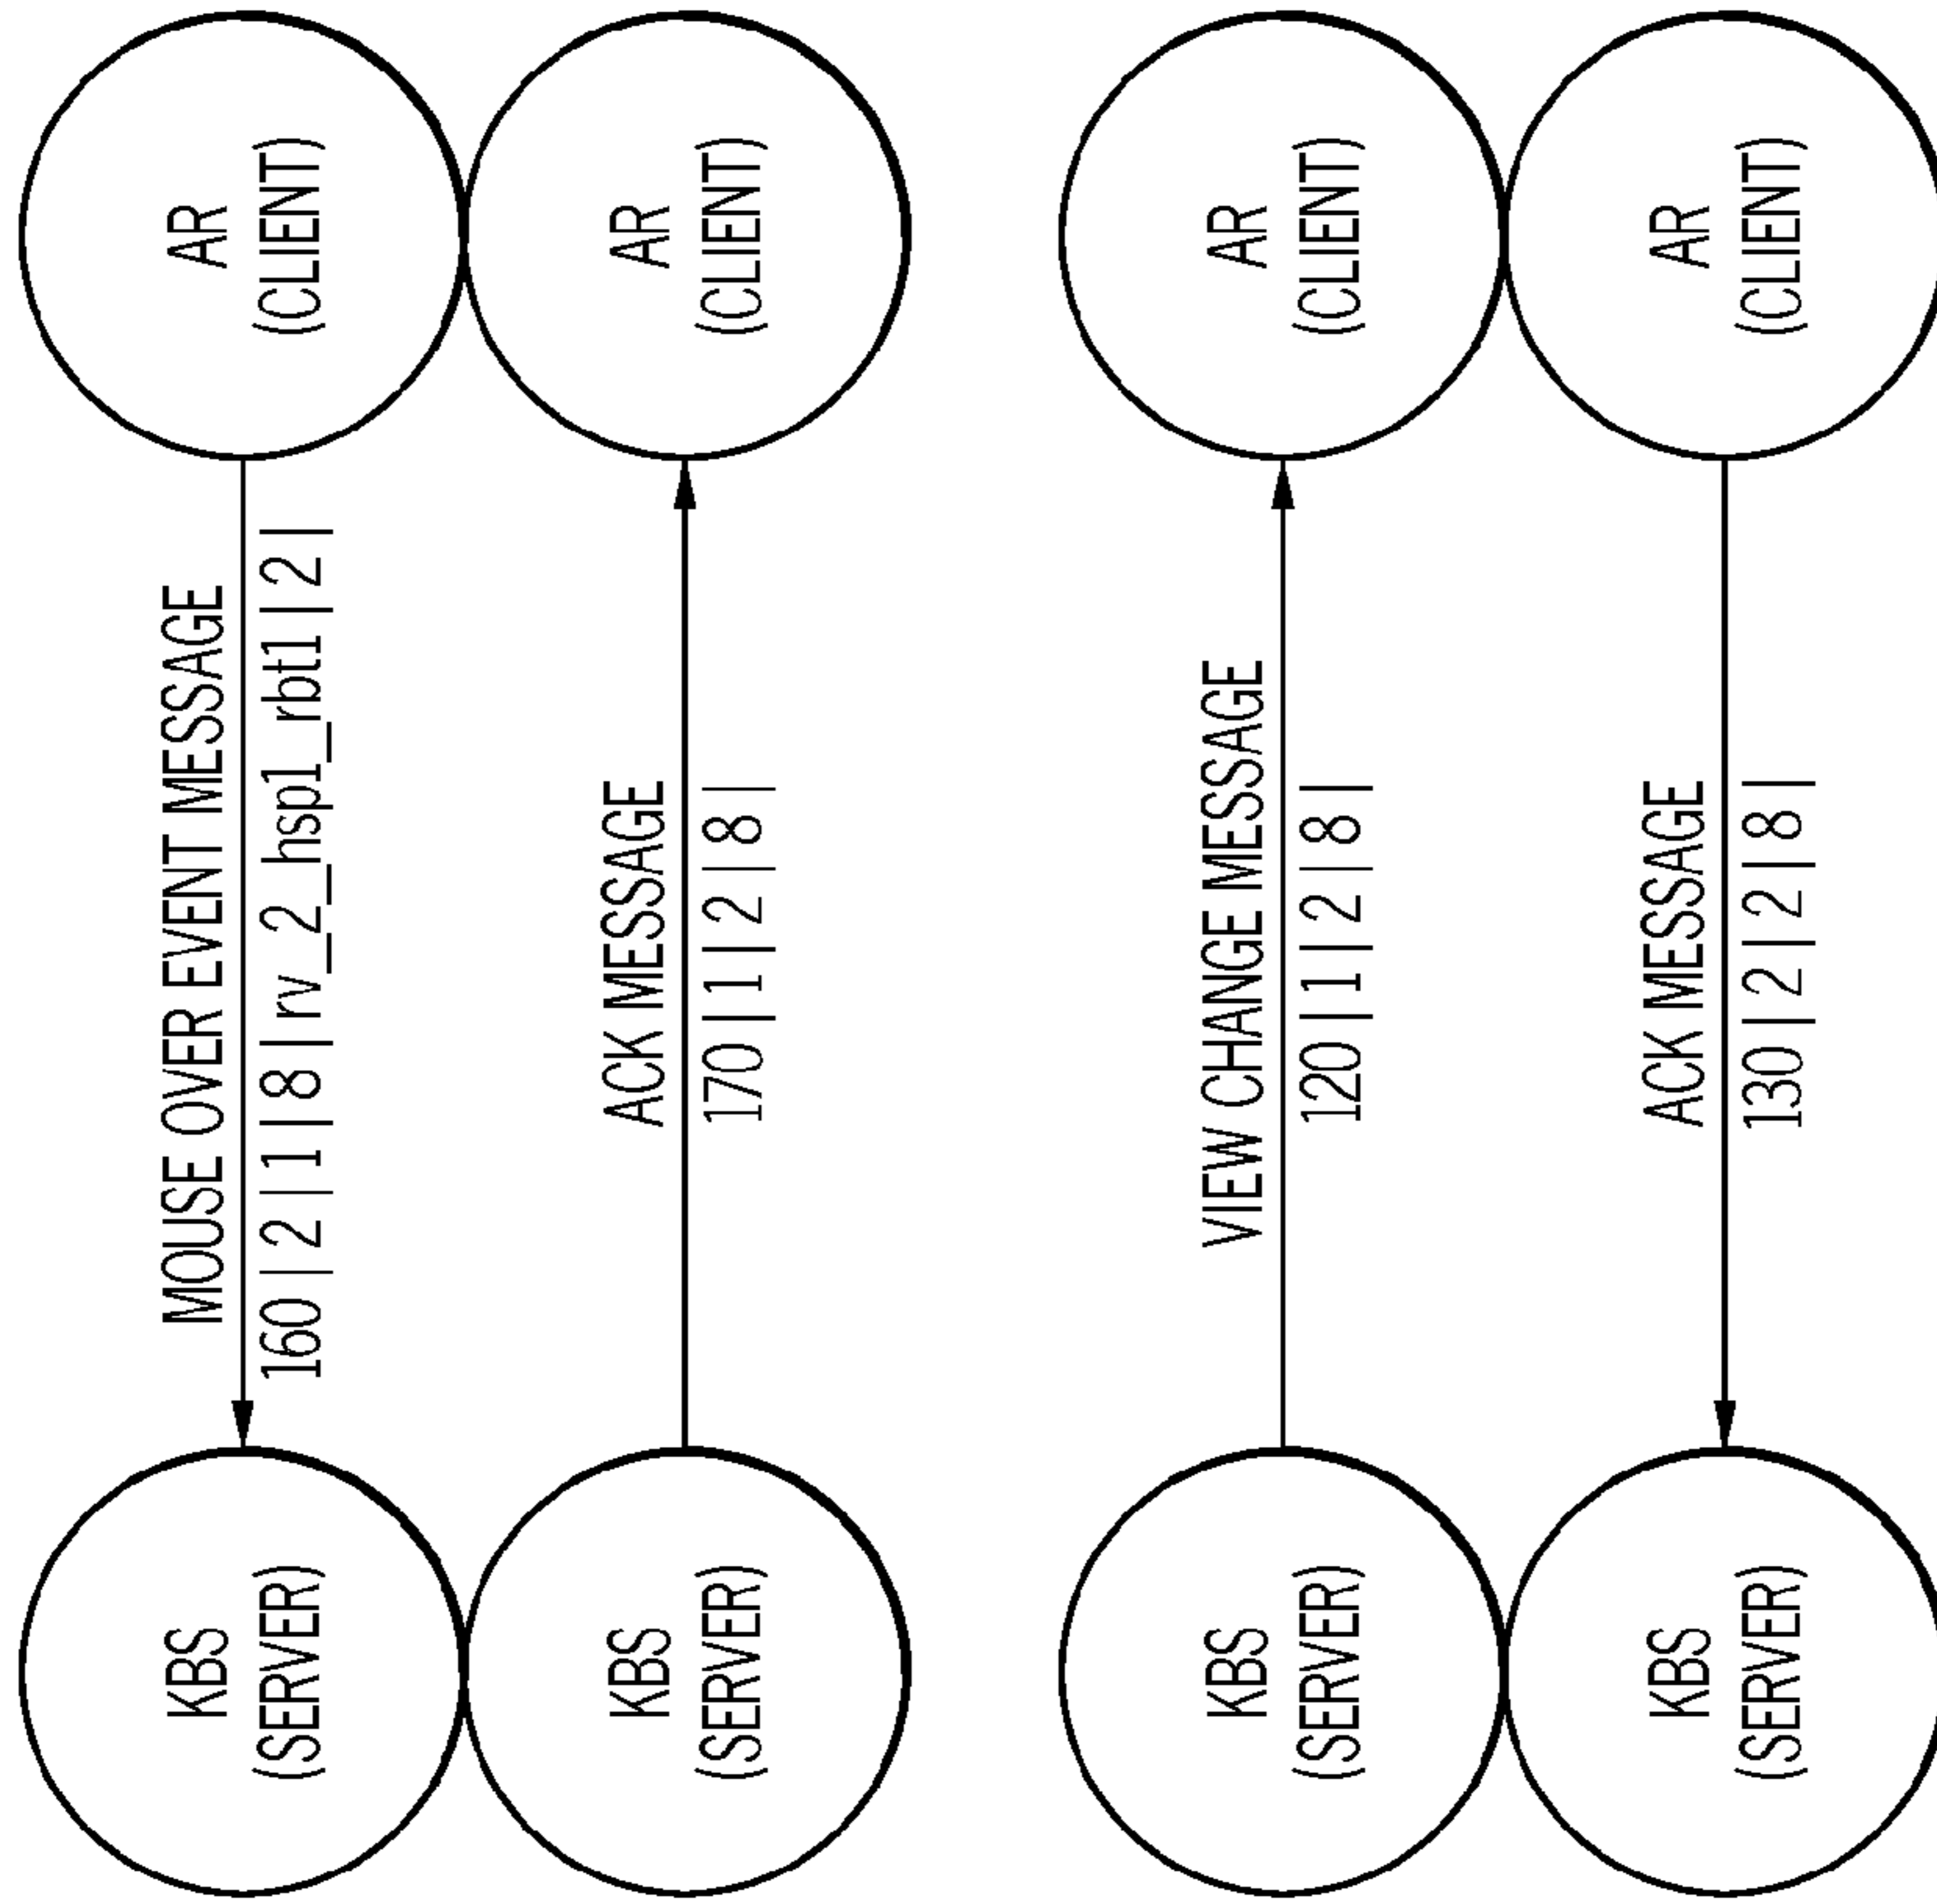 KBS
(SERVER)
MOUSE OVER EVENT MESSAGE
160|2|1|8|rv_2_hsp1_rbt1|2|
AR
(CLIENT)
KBS
(SERVER)
ACK MESSAGE
170|1|2|8|
AR
(CLIENT)
KBS
(SERVER)
VIEW CHANGE MESSAGE
120|1|2|8|
AR
(CLIENT)
KBS
(SERVER)
ACK MESSAGE
130|2|2|8|
AR
(CLIENT)